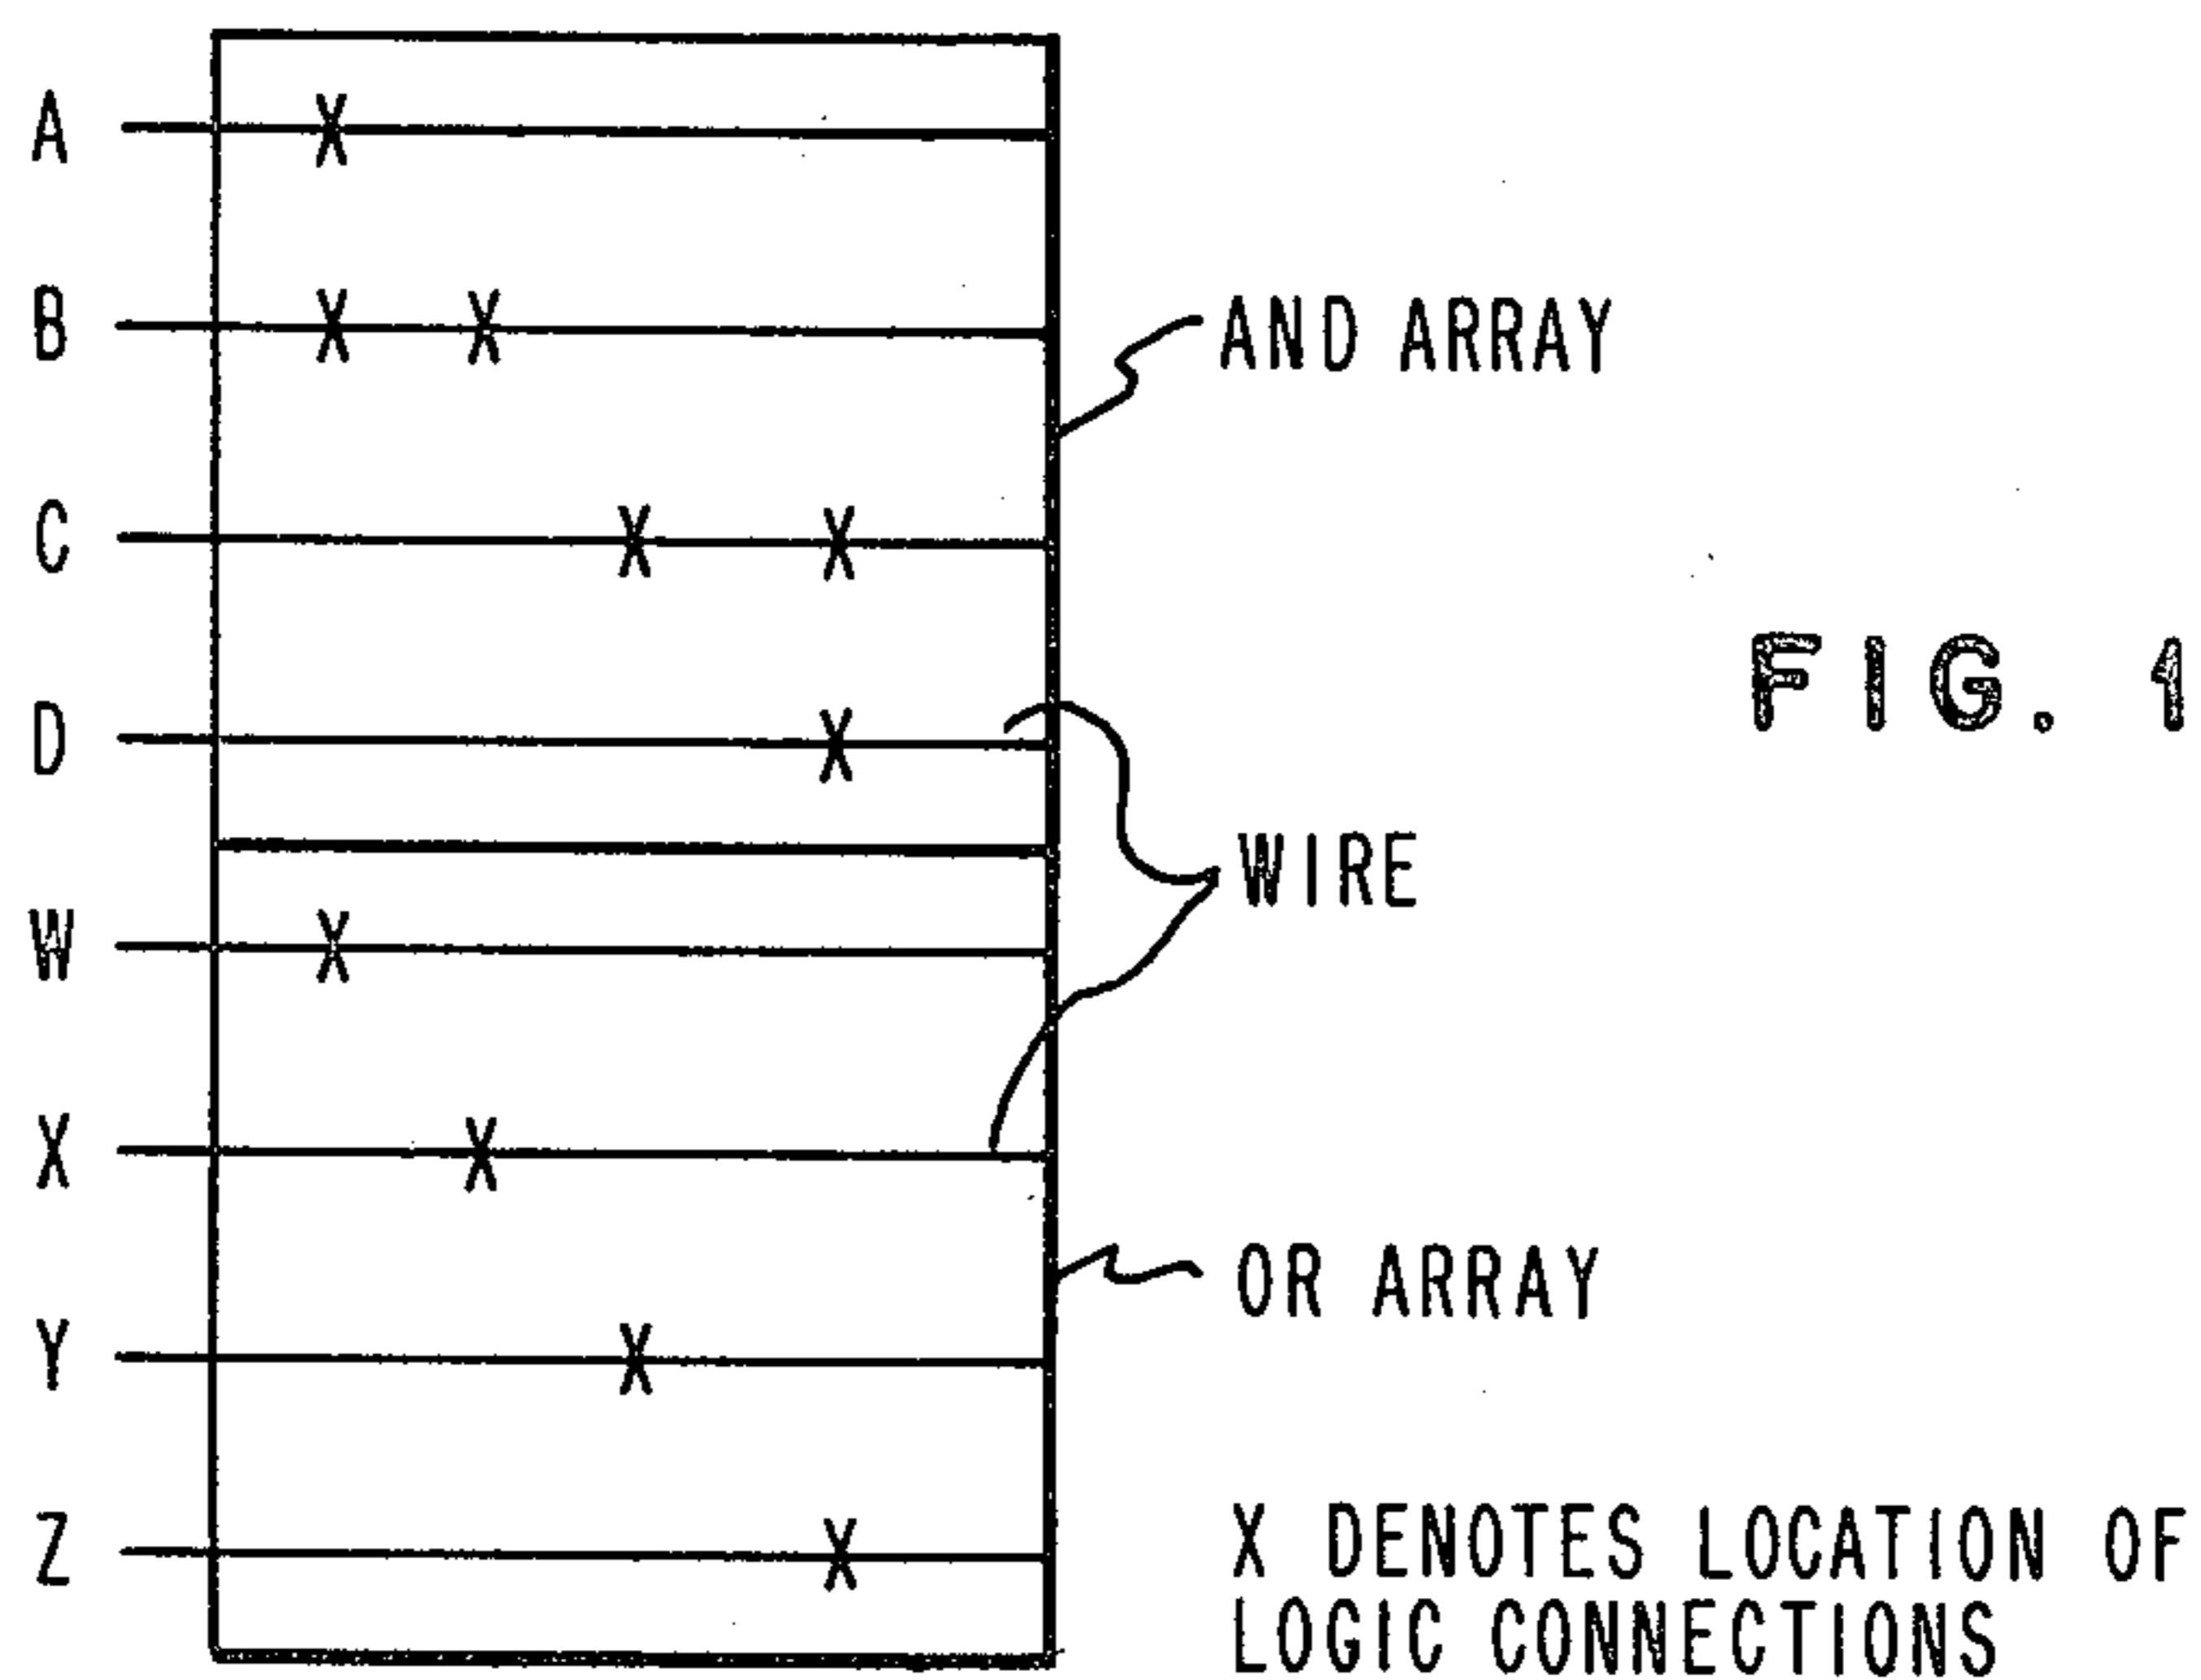 A
X
B
X X
AND ARRAY
C
X X
FIG. 1
D
X
WIRE
W
X
X
X
OR ARRAY
Y
X
Z
X
X DENOTES LOCATION OF
LOGIC CONNECTIONS